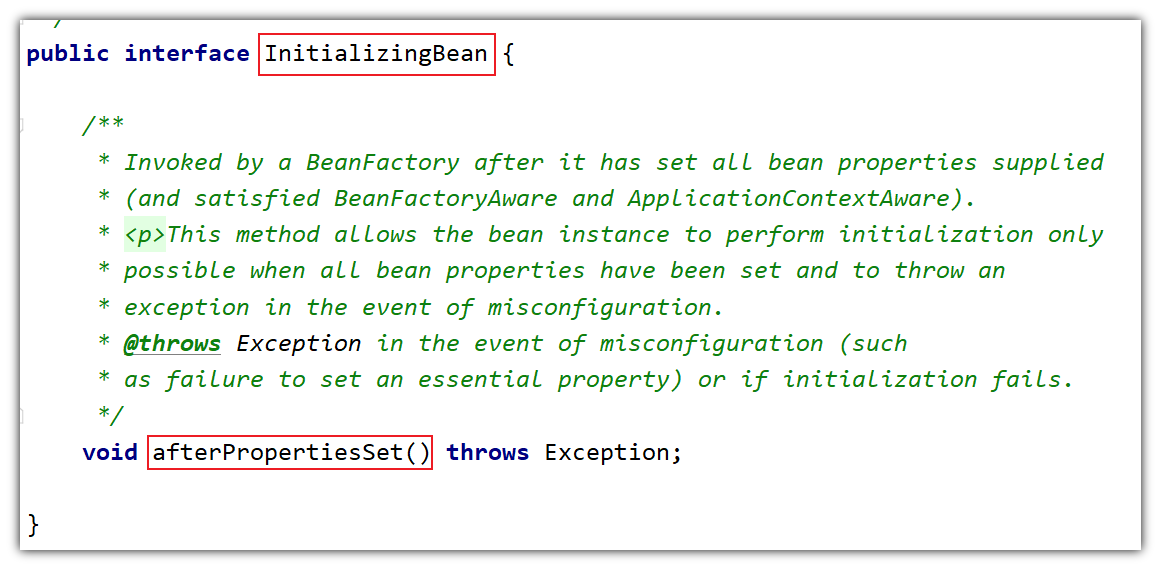 public interface InitializingBean {
/**
* Invoked by a BeanFactory after it has set all bean properties supplied
* (and satisfied BeanFactoryAware and ApplicationContextAware).
* <p>This method allows the bean instance to perform initialization only
* possible when all bean properties have been set and to throw an
* exception in the event of misconfiguration.
* @throws Exception in the event of misconfiguration (such
* as failure to set an essential property) or if initialization fails.
*/
void afterPropertiesSet() throws Exception;
}